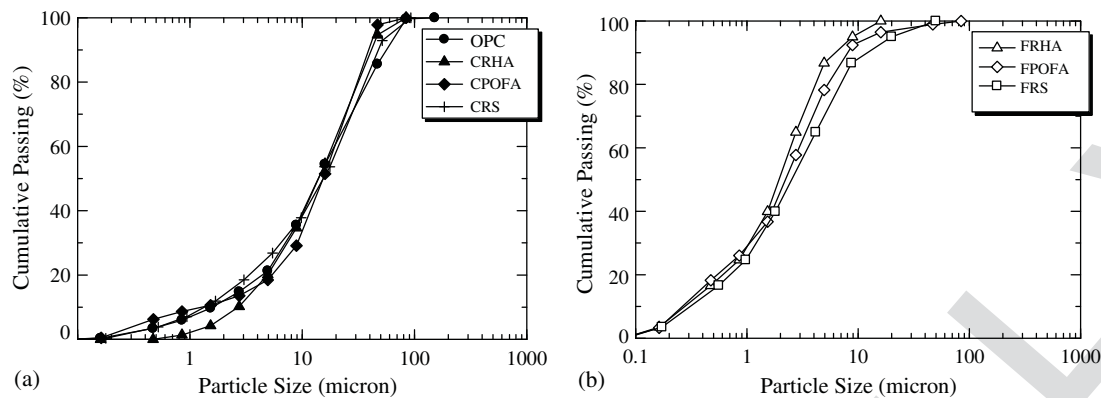 100
80
60
40
20
0
Cumulative Passing (%)
OPC
CRHA
CPOFA
CRS
1
10
100
1000
Particle Size (micron)
(a)
100
80
60
40
20
0
Cumulative Passing (%)
FRHA
FPOFA
FRS
0.1
1
10
100
1000
Particle Size (micron)
(b)